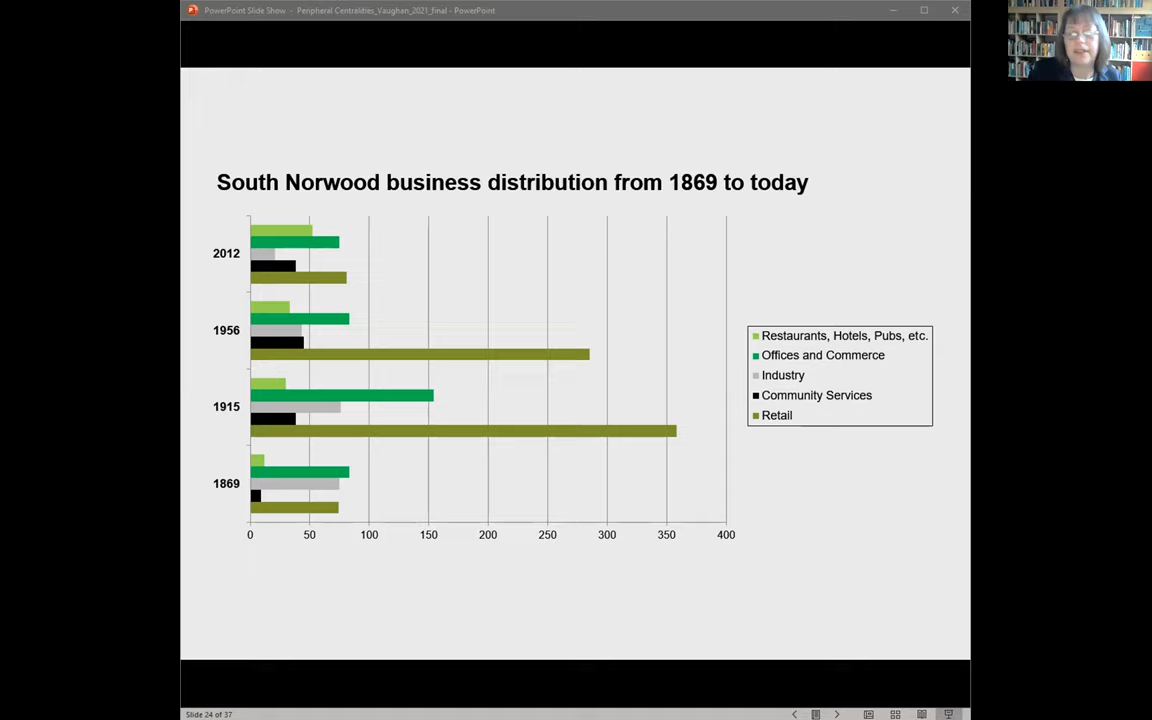 PowerPoint Slide Show - Peripheral Centralities_Vaughan_2021_final - PowerPoint
South Norwood business distribution from 1869 to today
2012
1956
1915
1869
0 50 100 150 200 250 300 350 400
Restaurants, Hotels, Pubs, etc.
Offices and Commerce
Industry
Community Services
Retail
Slide 24 of 37